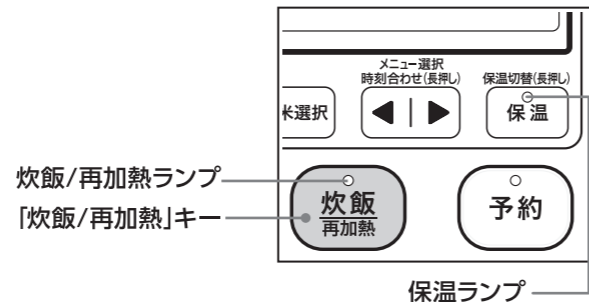 メニュー選択
時刻合わせ(長押し)
保温切替(長押し)
米選択
保温
炊飯/再加熱ランプ
「炊飯/再加熱」キー
炊飯
再加熱
予約
保温ランプ